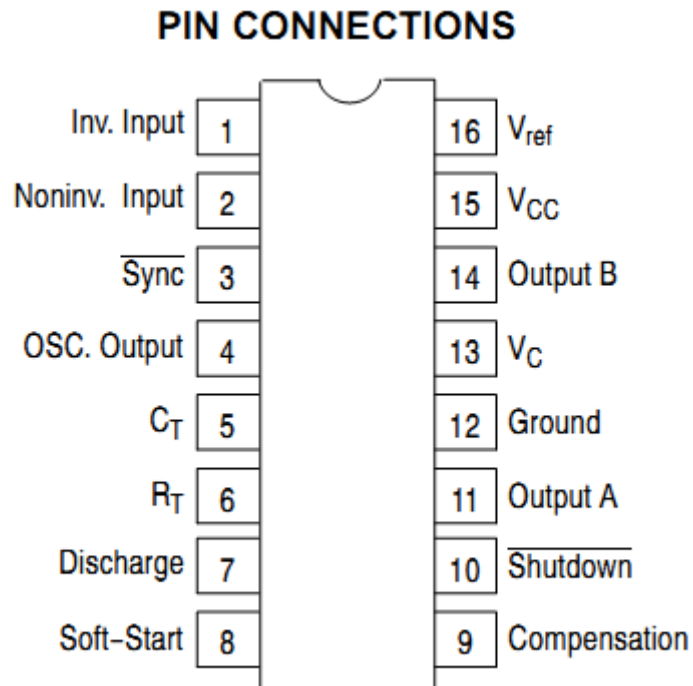 PIN CONNECTIONS
Inv. Input 1 16 Vref
Noninv. Input 2 15 VCC
Sync 3 14 Output B
OSC. Output 4 13 VC
CT 5 12 Ground
RT 6 11 Output A
Discharge 7 10 Shutdown
Soft-Start 8 9 Compensation